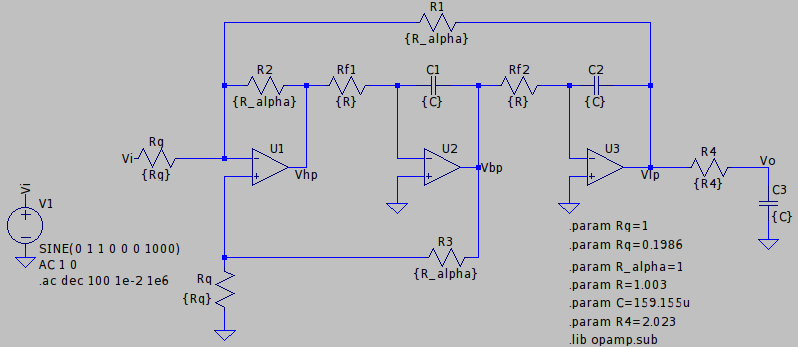 R1
{R_alpha}
R2
{R_alpha}
Rf1
{R}
C1
{C}
Rf2
{R}
C2
{C}
Rg
Vi
{Rg}
U1
Vhp
U2
Vbp
U3
Vlp
R4
{R4}
Vo
C3
{C}
Vi
V1
SINE(0 1 1 0 0 0 1000)
AC 1 0
.ac dec 100 1e-2 1e6
R3
{R_alpha}
Rq
{Rq}
.param Rg=1
.param Rq=0.1986
.param R_alpha=1
.param R=1.003
.param C=159.155u
.param R4=2.023
.lib opamp.sub